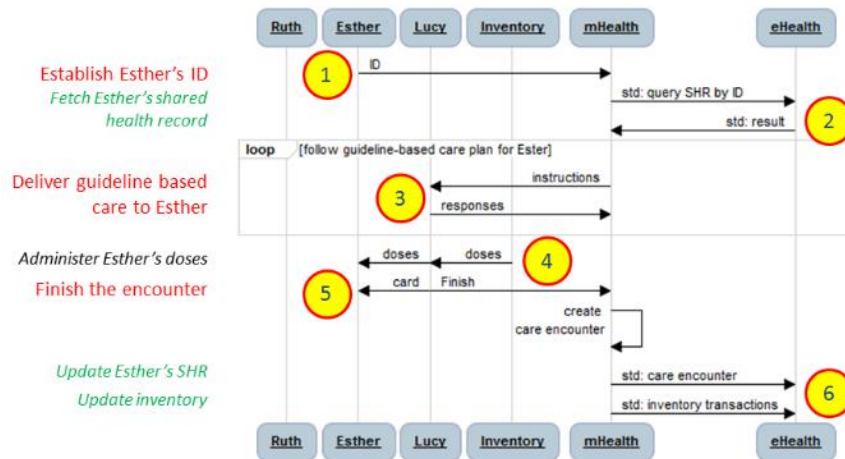 Ruth Esther Lucy Inventory mHealth eHealth
Establish Esther's ID
1
ID
Fetch Esther's shared
health record
std: query SHR by ID
std: result
2
loop [follow guideline-based care plan for Ester]
Deliver guideline based
care to Esther
3
instructions
responses
Administer Esther's doses
doses doses
4
Finish the encounter
5
card Finish
create
care encounter
Update Esther's SHR
std: care encounter
6
Update inventory
std: inventory transactions
Ruth Esther Lucy Inventory mHealth eHealth